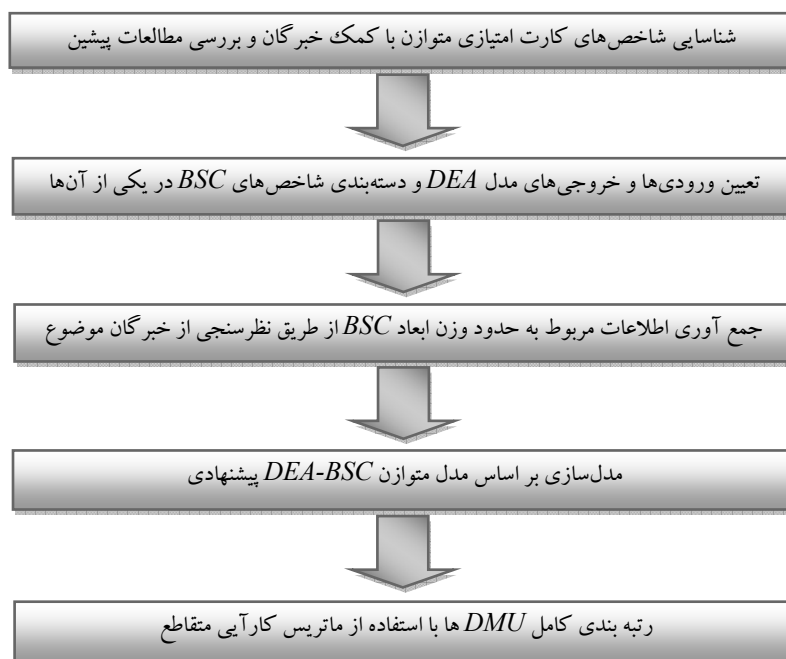 شناسایی شاخص‌های کارت امتیازی متوازن با کمک خبرگان و بررسی مطالعات پیشین
تعیین ورودی‌ها و خروجی‌های مدل DEA و دسته‌بندی شاخص‌های BSC در یکی از آن‌ها
جمع آوری اطلاعات مربوط به حدود وزن ابعاد BSC از طریق نظرسنجی از خبرگان موضوع
مدل‌سازی بر اساس مدل متوازن DEA-BSC پیشنهادی
رتبه بندی کامل DMU ها با استفاده از ماتریس کارآیی متقاطع